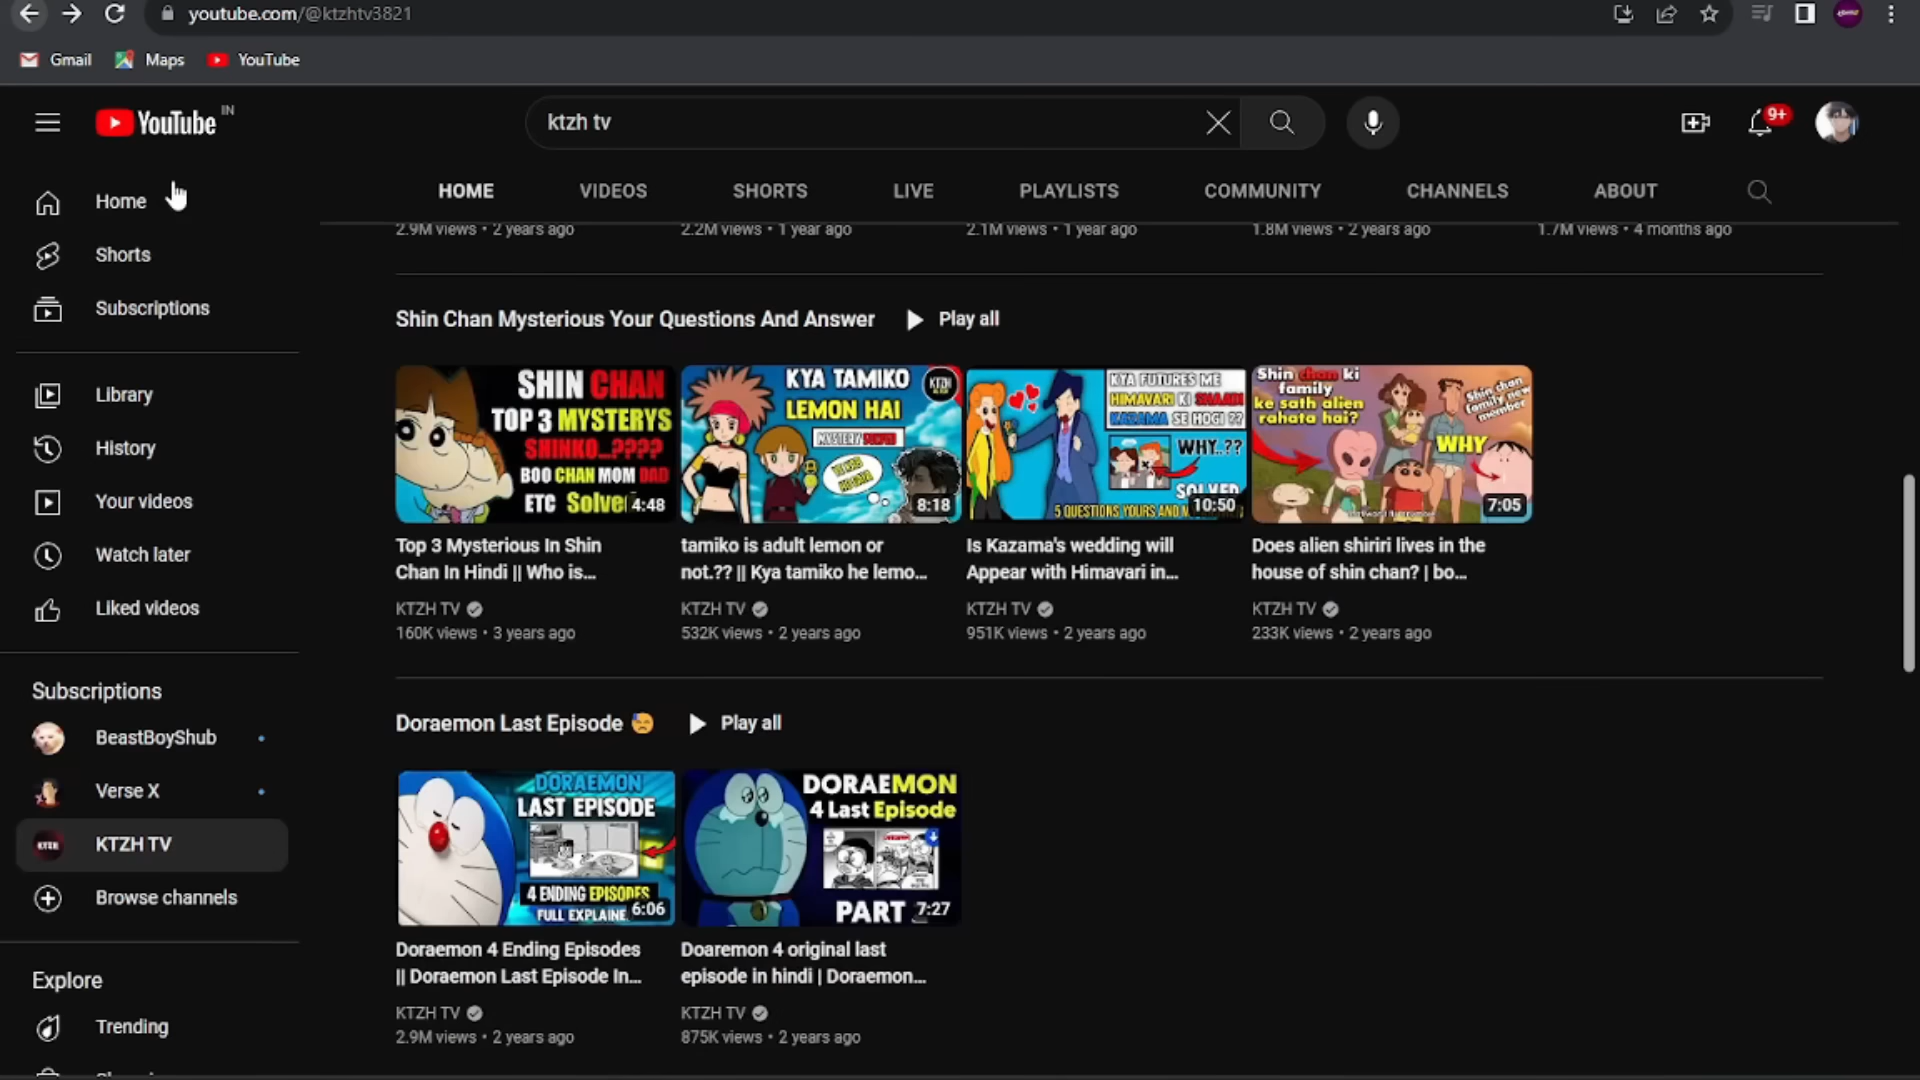 youtube.com/@ktzhtv3821
Gmail
Maps
YouTube
YouTube IN
ktzh tv
9+
HOME
VIDEOS
SHORTS
LIVE
PLAYLISTS
COMMUNITY
CHANNELS
ABOUT
Home
Shorts
Subscriptions
Library
History
Your videos
Watch later
Liked videos
Subscriptions
BeastBoyShub
Verse X
KTZH TV
Browse channels
Explore
Trending
2.9M views • 2 years ago
2.2M views • 1 year ago
2.1M views • 1 year ago
1.8M views • 2 years ago
1.7M views • 4 months ago
Shin Chan Mysterious Your Questions And Answer
Play all
SHIN CHAN
TOP 3 MYSTERYS
SHINKO...????
BOO CHAN MOM DAD
ETC Solve
4:48
Top 3 Mysterious In Shin
Chan In Hindi || Who is...
KTZH TV
160K views • 3 years ago
KYA TAMIKO
LEMON HAI
KTZH
MYSTERY SOLVED
8:18
tamiko is adult lemon or
not.?? || Kya tamiko he lemo...
KTZH TV
532K views • 2 years ago
KYA FUTURES ME
HIMAVARI KI SHAADI
KAZAMA SE HOGI ??
WHY..??
SOLVED
5 QUESTIONS YOURS AND
10:50
Is Kazama's wedding will
Appear with Himavari in...
KTZH TV
951K views • 2 years ago
Shin chan ki
family
ke sath alien
rahata hai?
Shin chan
family new
member
WHY
7:05
Does alien shiriri lives in the
house of shin chan? | bo...
KTZH TV
233K views • 2 years ago
Doraemon Last Episode 😓
Play all
DORAEMON
LAST EPISODE
4 ENDING EPISODES
FULL EXPLAINE
6:06
Doraemon 4 Ending Episodes
|| Doraemon Last Episode In...
KTZH TV
2.9M views • 2 years ago
DORAEMON
4 Last Episode
PART
7:27
Doaremon 4 original last
episode in hindi | Doraemon...
KTZH TV
875K views • 2 years ago